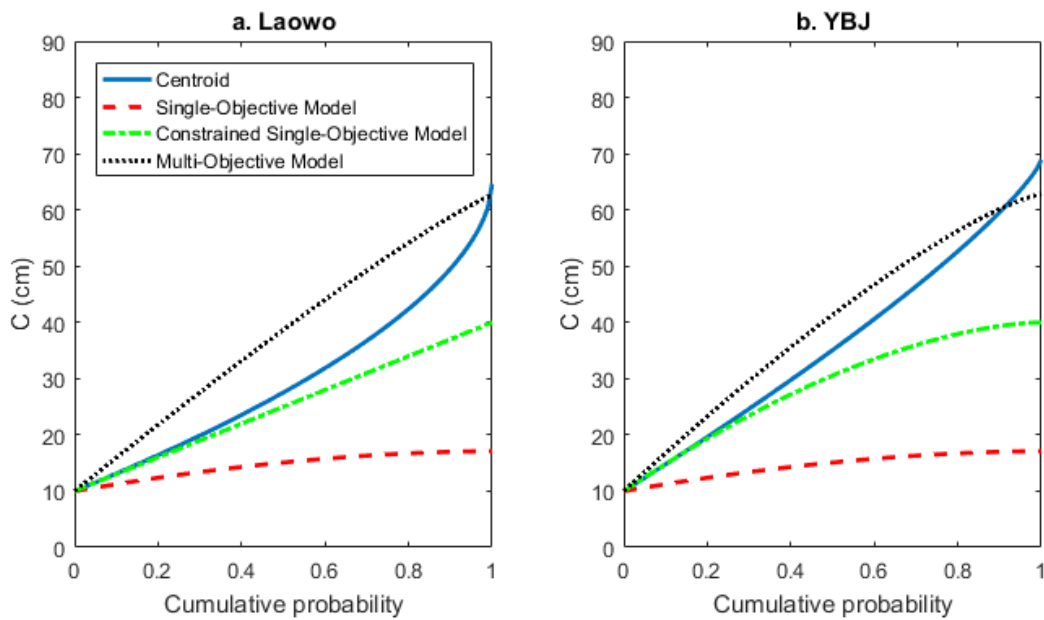 a. Laowo
90
80
70
60
50
40
30
20
10
0
C (cm)
Centroid
Single-Objective Model
Constrained Single-Objective Model
Multi-Objective Model
0 0.2 0.4 0.6 0.8 1
Cumulative probability
b. YBJ
90
80
70
60
50
40
30
20
10
0
C (cm)
0 0.2 0.4 0.6 0.8 1
Cumulative probability